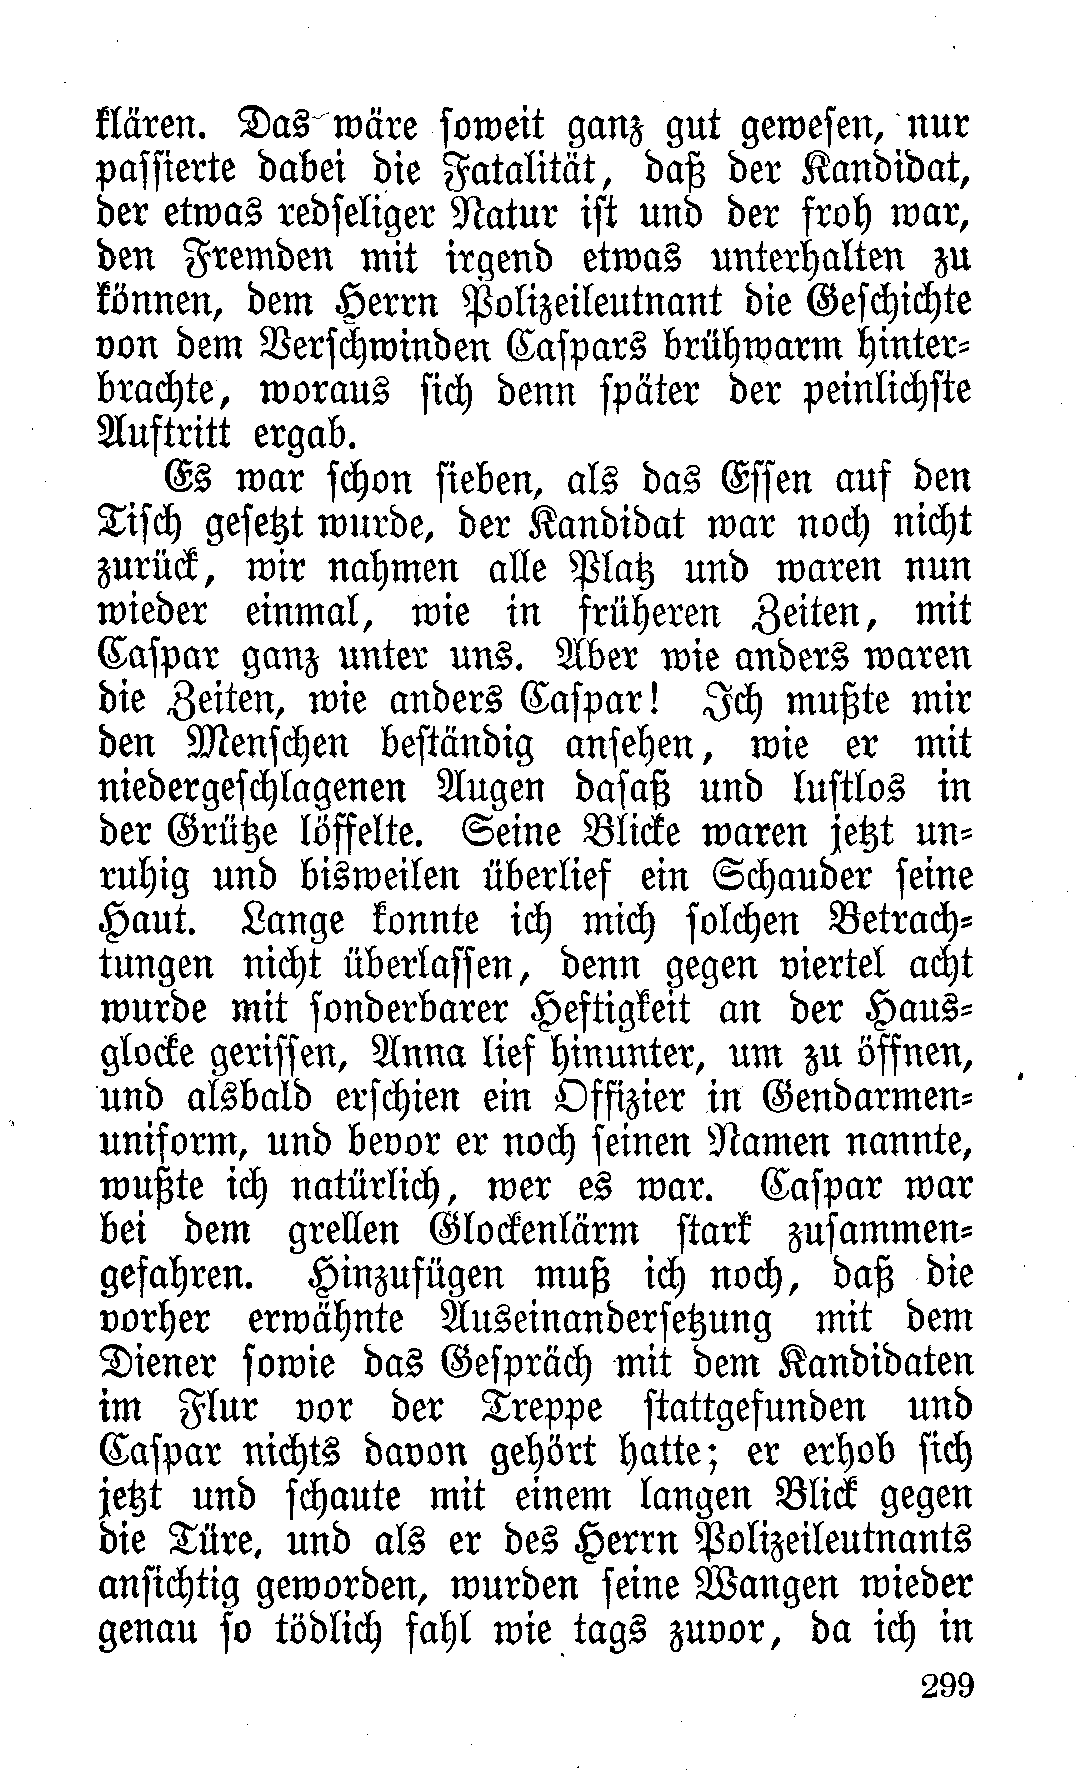 klären. Das wäre soweit ganz gut gewesen, nur
passierte dabei die Fatalität, daß der Kandidat,
der etwas redseliger Natur ist und der froh war,
den Fremden mit irgend etwas unterhalten zu
können, dem Herrn Polizeileutnant die Geschichte
von dem Verschwinden Caspars brühwarm hinter-
brachte, woraus sich denn später der peinlichste
Auftritt ergab.
Es war schon sieben, als das Essen auf den
Tisch gesetzt wurde, der Kandidat war noch nicht
zurück, wir nahmen alle Platz und waren nun
wieder einmal, wie in früheren Zeiten, mit
Caspar ganz unter uns. Aber wie anders waren
die Zeiten, wie anders Caspar! Ich mußte mir
den Menschen beständig ansehen, wie er mit
niedergeschlagenen Augen dasaß und lustlos in
der Grütze löffelte. Seine Blicke waren jetzt un-
ruhig und bisweilen überlief ein Schauder seine
Haut. Lange konnte ich mich solchen Betrach-
tungen nicht überlassen, denn gegen viertel acht
wurde mit sonderbarer Heftigkeit an der Haus-
glocke gerissen, Anna lief hinunter, um zu öffnen,
und alsbald erschien ein Offizier in Gendarmen-
uniform, und bevor er noch seinen Namen nannte,
wußte ich natürlich, wer es war. Caspar war
bei dem grellen Glockenlärm stark zusammen-
gefahren. Hinzufügen muß ich noch, daß die
vorher erwähnte Auseinandersetzung mit dem
Diener sowie das Gespräch mit dem Kandidaten
im Flur vor der Treppe stattgefunden und
Caspar nichts davon gehört hatte; er erhob sich
jetzt und schaute mit einem langen Blick gegen
die Türe, und als er des Herrn Polizeileutnants
ansichtig geworden, wurden seine Wangen wieder
genau so tödlich fahl wie tags zuvor, da ich in
299